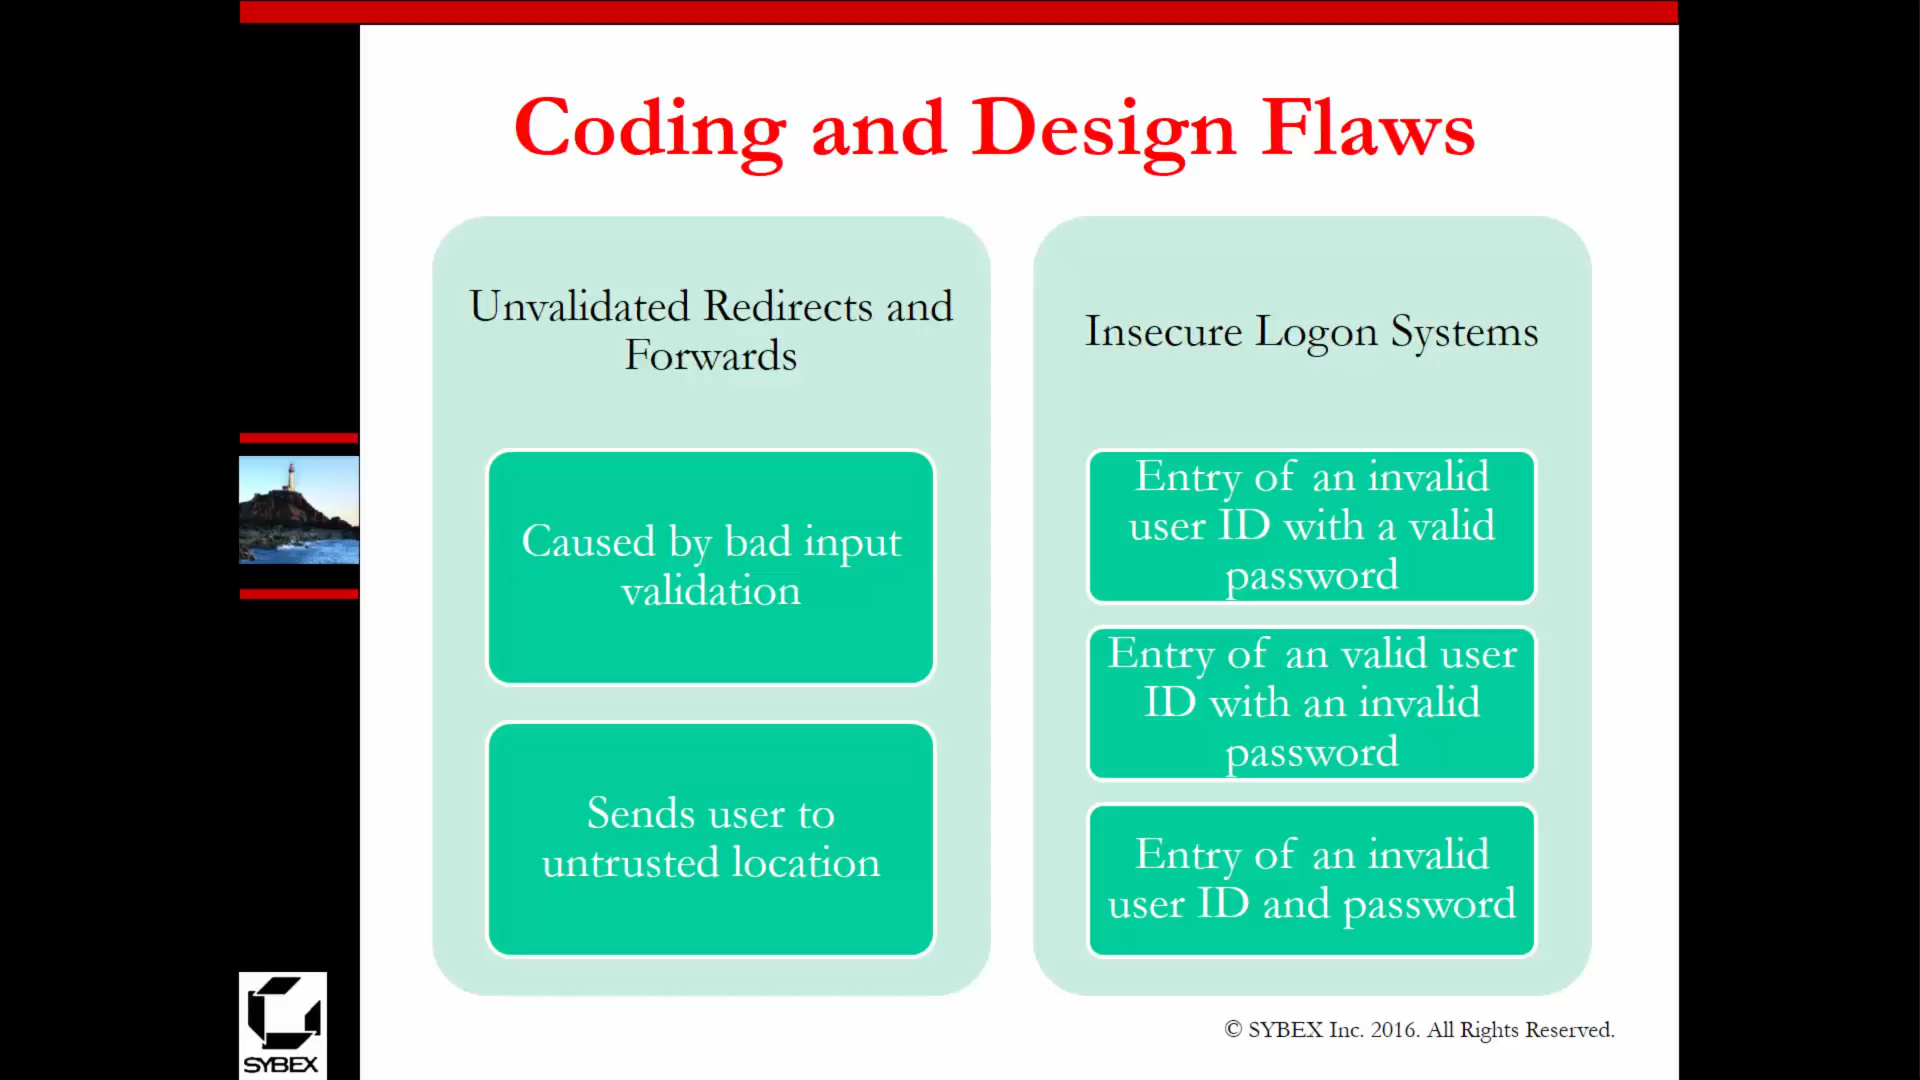 Coding and Design Flaws
Unvalidated Redirects and
Forwards
Caused by bad input
validation
Sends user to
untrusted location
Insecure Logon Systems
Entry of an invalid
user ID with a valid
password
Entry of an valid user
ID with an invalid
password
Entry of an invalid
user ID and password
© SYBEX Inc. 2016. All Rights Reserved.
SYBEX